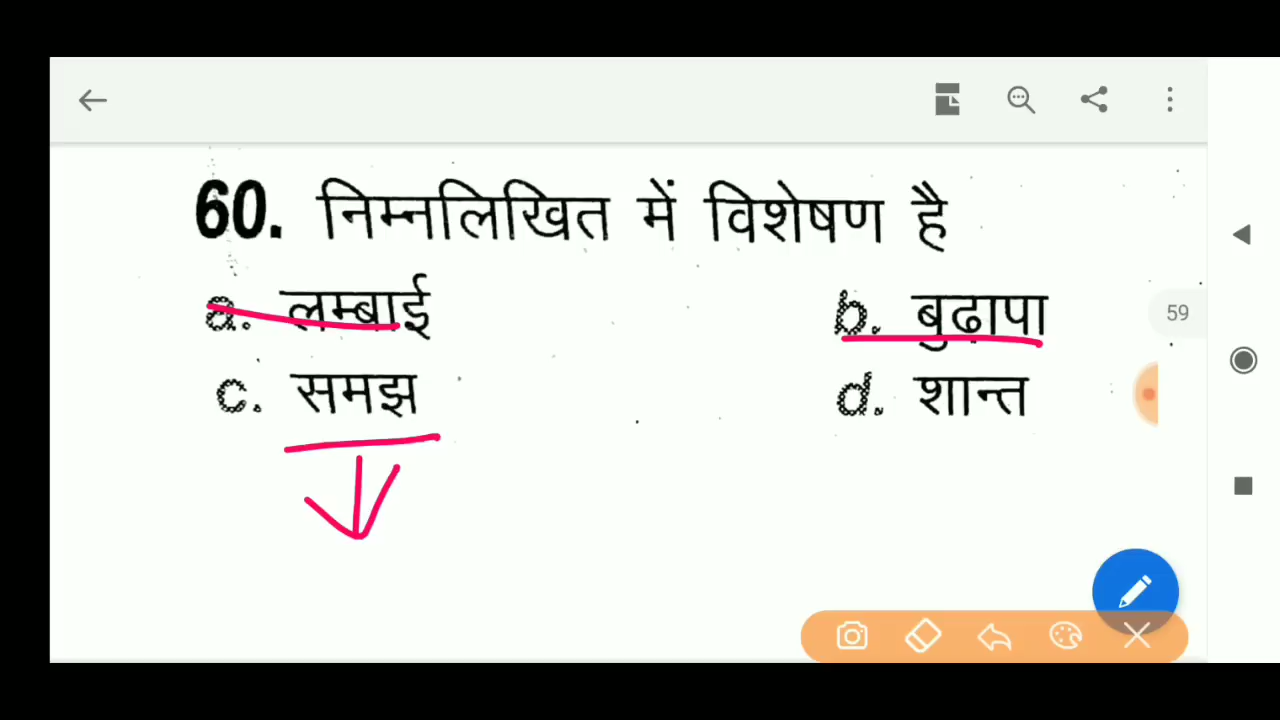 60. निम्नलिखित में विशेषण है
a. लम्बाई b. बुढापा
c. समझ d. शान्त
59